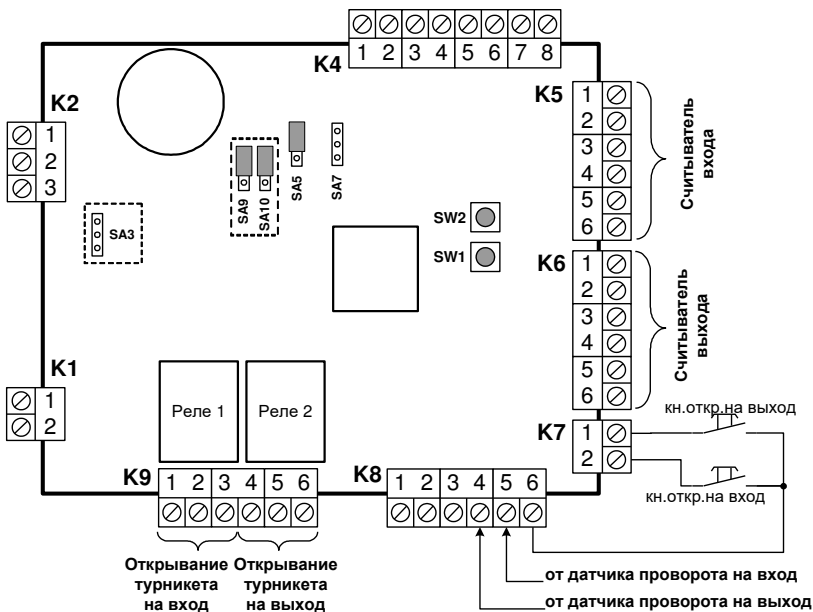 K4
1 2 3 4 5 6 7 8
K2
1
2
3
SA3
SA9
SA10
SA5
SA7
SW2
SW1
K5
1
2
3
4
5
6
Считыватель
входа
K6
1
2
3
4
5
6
Считыватель
выхода
K1
1
2
Реле 1
Реле 2
K7
1
2
кн.откр.на выход
кн.откр.на вход
K9
1 2 3 4 5 6
K8
1 2 3 4 5 6
Открывание
турникета
на вход
Открывание
турникета
на выход
от датчика проворота на вход
от датчика проворота на выход